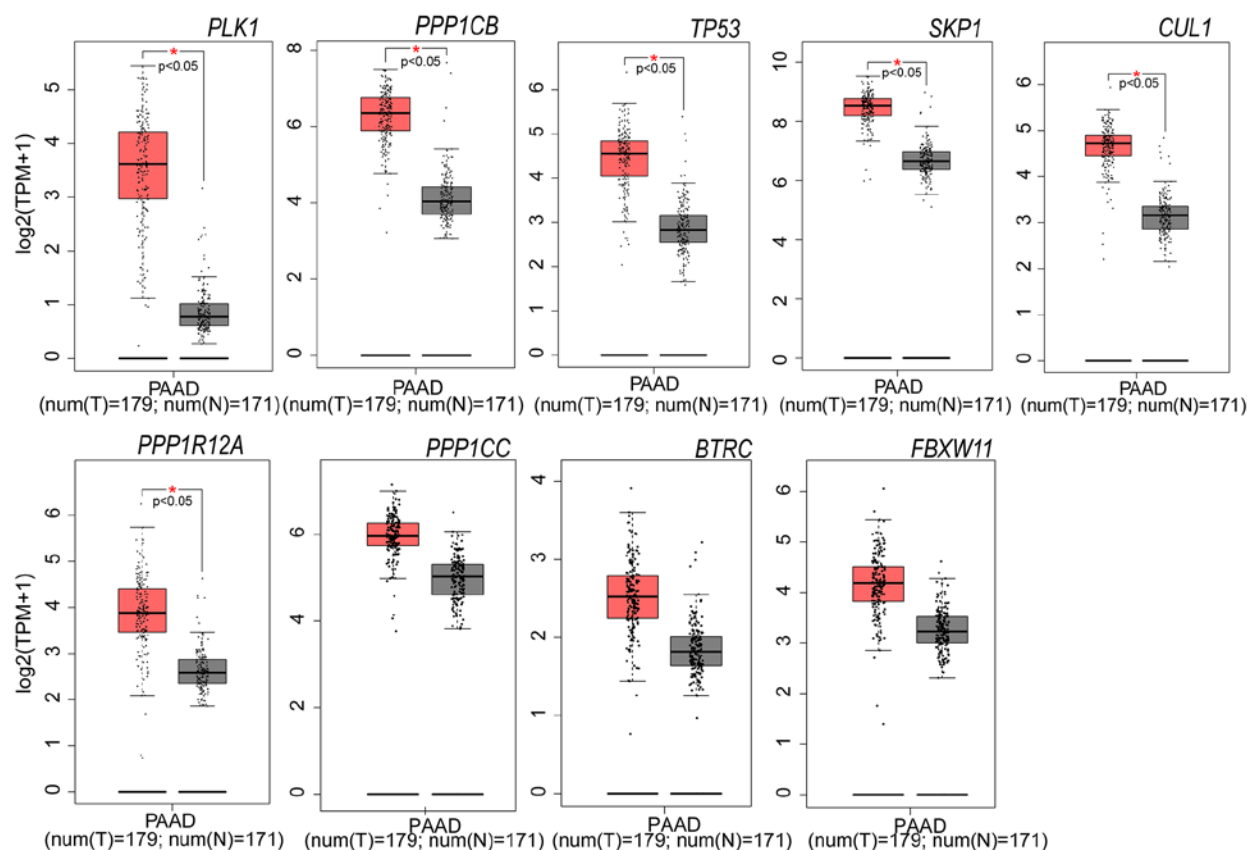 PLK1
PPP1CB
TP53
SKP1
CUL1
*
p<0.05
*
p<0.05
*
p<0.05
*
p<0.05
*
p<0.05
log2(TPM+1)
5
4
3
2
1
0
8
6
4
2
0
6
5
4
3
2
1
0
10
8
6
4
2
0
6
5
4
3
2
1
0
PAAD
(num(T)=179; num(N)=171)
PAAD
(num(T)=179; num(N)=171)
PAAD
(num(T)=179; num(N)=171)
PAAD
(num(T)=179; num(N)=171)
PAAD
(num(T)=179; num(N)=171)
PPP1R12A
PPP1CC
BTRC
FBXW11
*
p<0.05
log2(TPM+1)
6
5
4
3
2
1
0
6
4
2
0
4
3
2
1
0
6
5
4
3
2
1
0
PAAD
(num(T)=179; num(N)=171)
PAAD
(num(T)=179; num(N)=171)
PAAD
(num(T)=179; num(N)=171)
PAAD
(num(T)=179; num(N)=171)